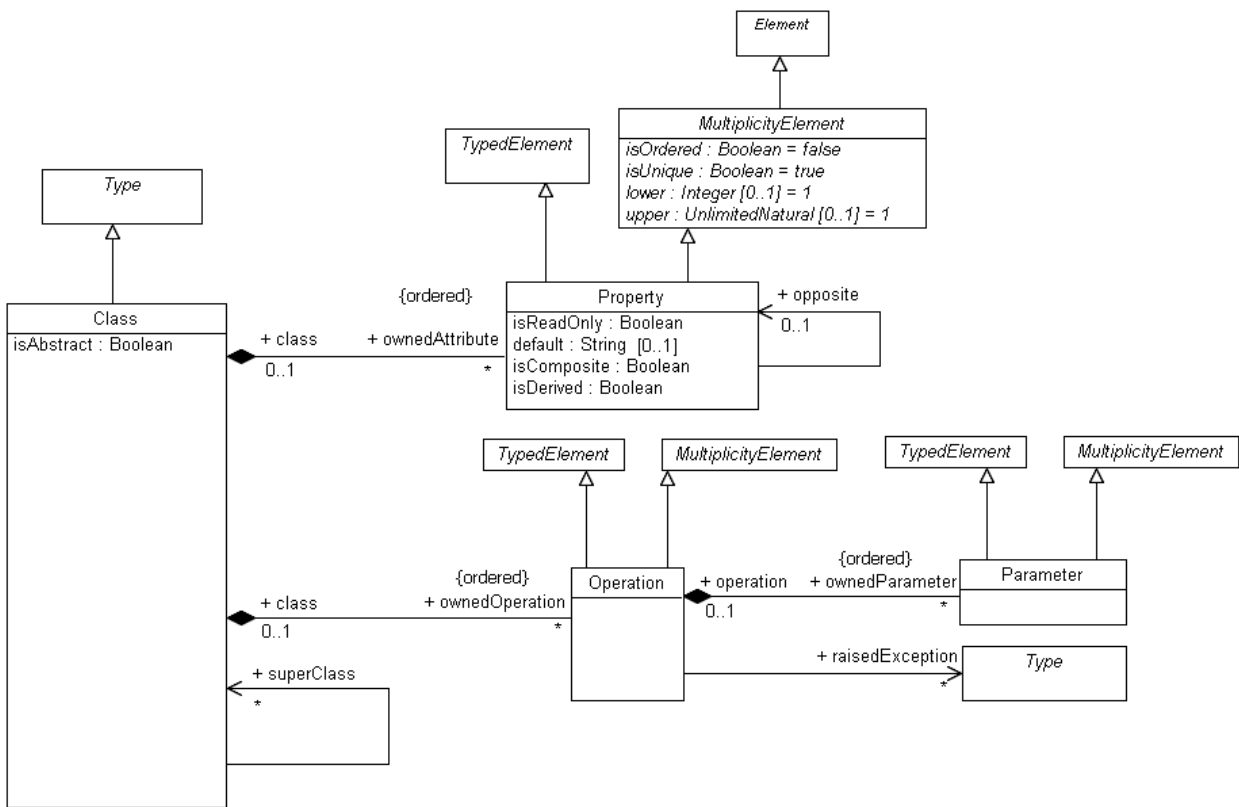 Element
MultiplicityElement
isOrdered : Boolean = false
isUnique : Boolean = true
lower : Integer [0..1] = 1
upper : UnlimitedNatural [0..1] = 1
TypedElement
Type
Class
isAbstract : Boolean
+ class
0..1
{ordered}
+ ownedAttribute
*
Property
isReadOnly : Boolean
default : String [0..1]
isComposite : Boolean
isDerived : Boolean
+ opposite
0..1
TypedElement
MultiplicityElement
TypedElement
MultiplicityElement
+ class
0..1
{ordered}
+ ownedOperation
*
Operation
+ operation
0..1
{ordered}
+ ownedParameter
*
Parameter
+ superClass
*
+ raisedException
*
Type